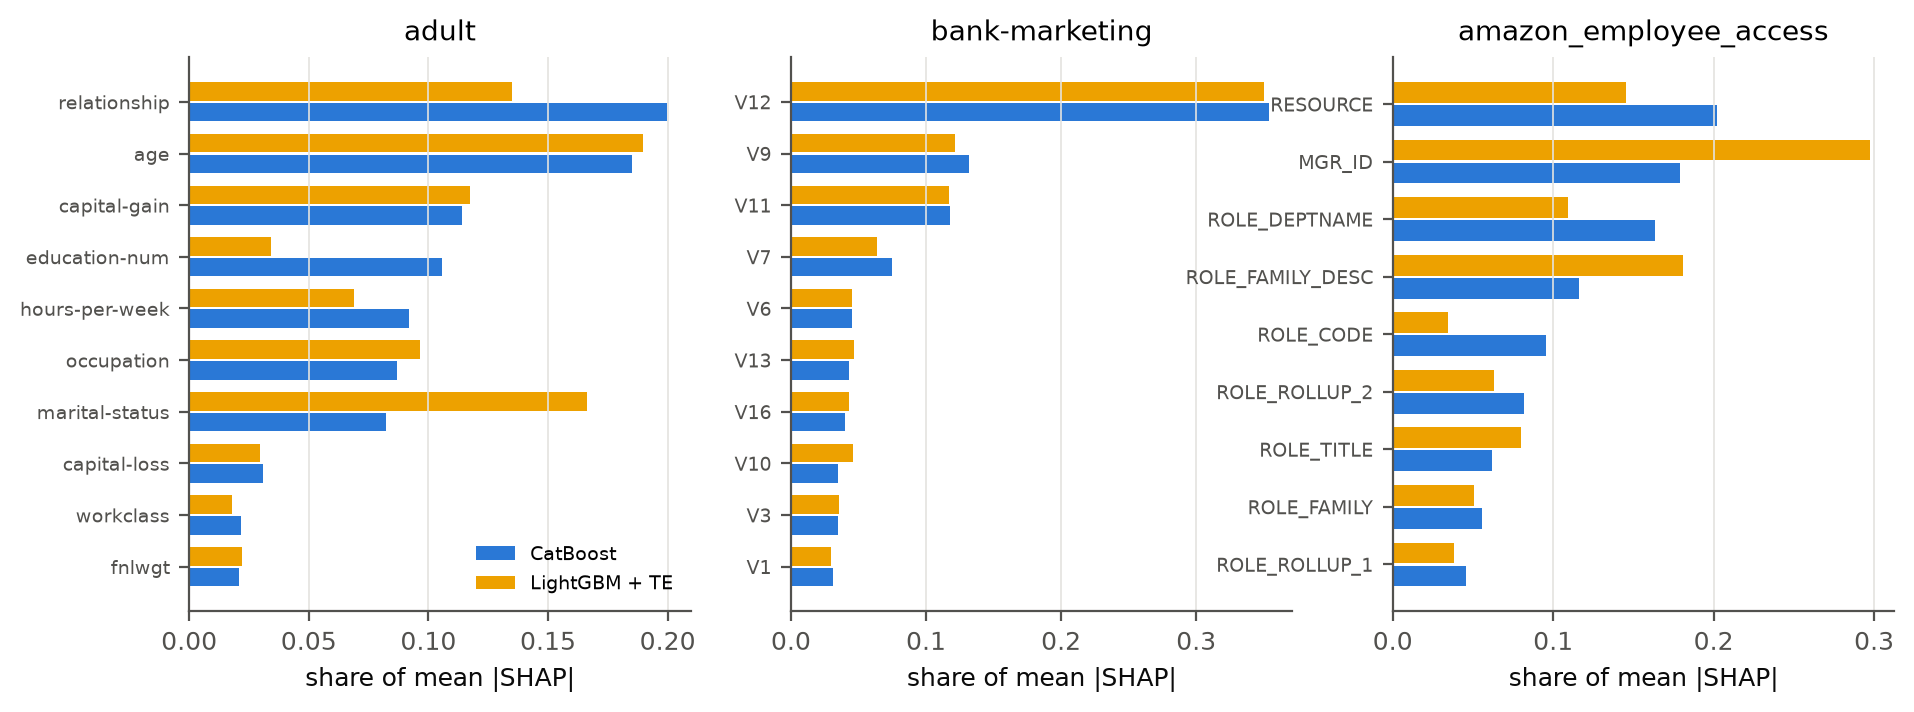 adult
relationship
age
capital-gain
education-num
hours-per-week
occupation
marital-status
capital-loss
workclass
fnlwgt
CatBoost
LightGBM + TE
0.00 0.05 0.10 0.15 0.20
share of mean |SHAP|
bank-marketing
V12
V9
V11
V7
V6
V13
V16
V10
V3
V1
0.0 0.1 0.2 0.3
share of mean |SHAP|
amazon_employee_access
RESOURCE
MGR_ID
ROLE_DEPTNAME
ROLE_FAMILY_DESC
ROLE_CODE
ROLE_ROLLUP_2
ROLE_TITLE
ROLE_FAMILY
ROLE_ROLLUP_1
0.0 0.1 0.2 0.3
share of mean |SHAP|